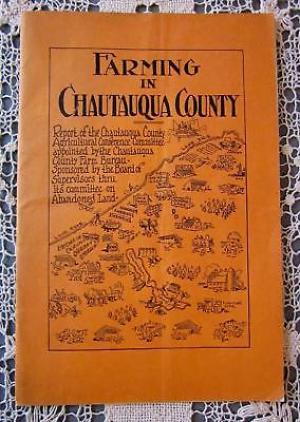 FARMING
IN
CHAUTAUQUA COUNTY
Report of the Chautauqua County
Agricultural Conference Committee
appointed by the Chautauqua
County Farm Bureau.
Sponsored by the Board of
Supervisors thru
its committee on
Abandoned Land.